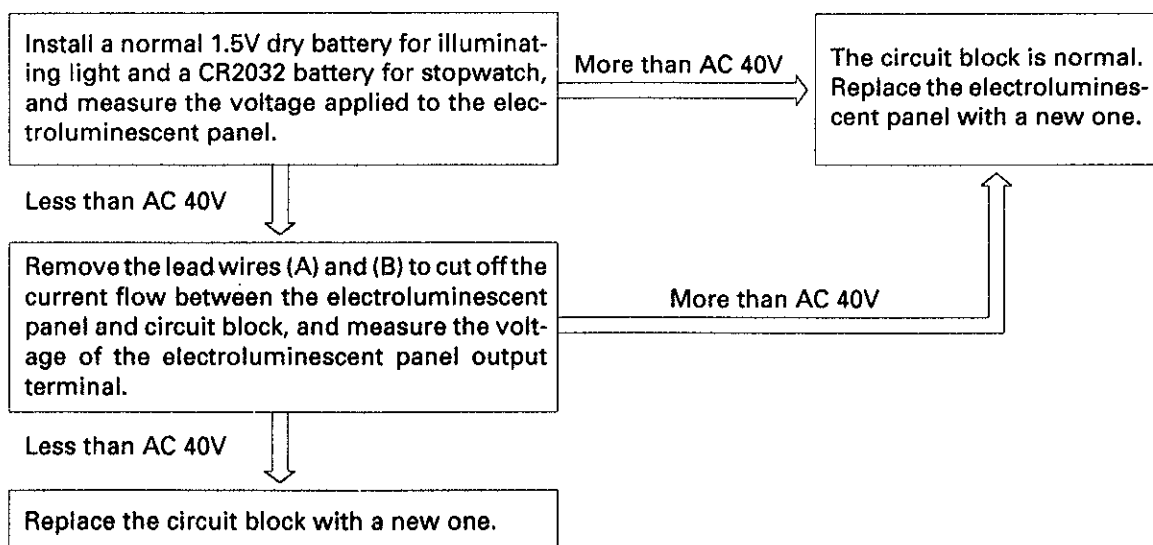 Install a normal 1.5V dry battery for illuminat-
ing light and a CR2032 battery for stopwatch,
and measure the voltage applied to the elec-
troluminescent panel.
More than AC 40V
The circuit block is normal.
Replace the electrolumines-
cent panel with a new one.
Less than AC 40V
Remove the lead wires (A) and (B) to cut off the
current flow between the electroluminescent
panel and circuit block, and measure the volt-
age of the electroluminescent panel output
terminal.
More than AC 40V
Less than AC 40V
Replace the circuit block with a new one.